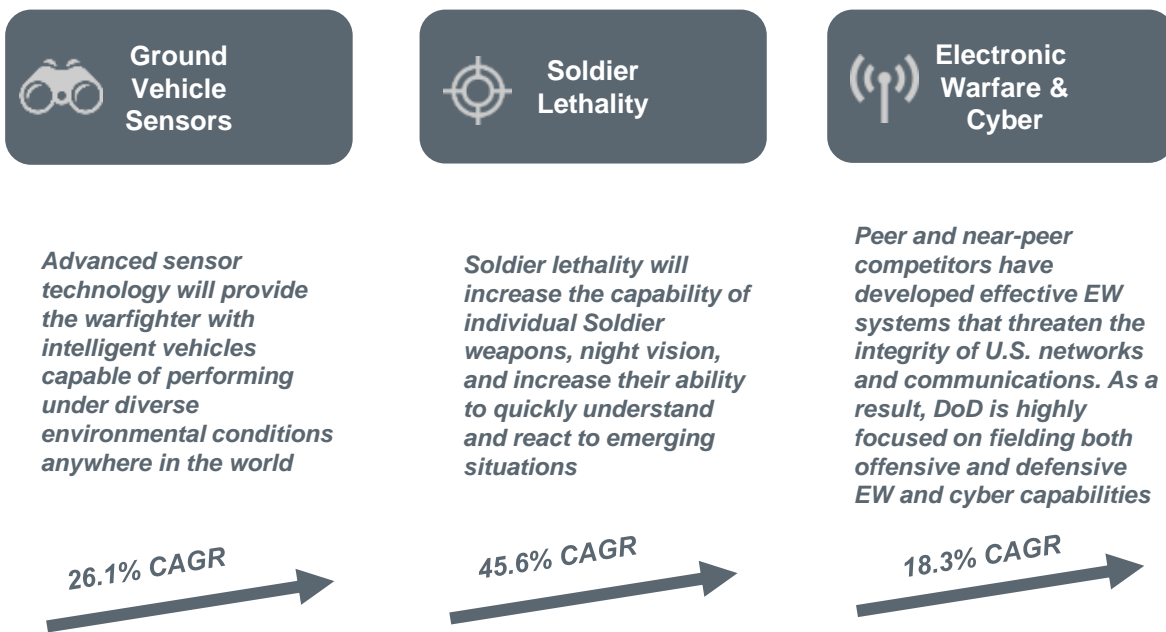 Ground
Vehicle
Sensors
Advanced sensor
technology will provide
the warfighter with
intelligent vehicles
capable of performing
under diverse
environmental conditions
anywhere in the world
26.1% CAGR
Soldier
Lethality
Soldier lethality will
increase the capability of
individual Soldier
weapons, night vision,
and increase their ability
to quickly understand
and react to emerging
situations
45.6% CAGR
Electronic
Warfare &
Cyber
Peer and near-peer
competitors have
developed effective EW
systems that threaten the
integrity of U.S. networks
and communications. As a
result, DoD is highly
focused on fielding both
offensive and defensive
EW and cyber capabilities
18.3% CAGR